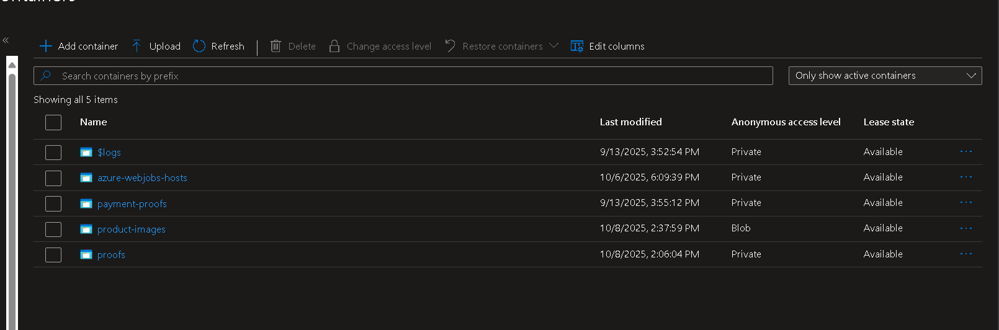 «
Add container Upload Refresh Delete Change access level Restore containers Edit columns
Search containers by prefix Only show active containers
Showing all 5 items
Name Last modified Anonymous access level Lease state
$logs 9/13/2025, 3:52:54 PM Private Available ...
azure-webjobs-hosts 10/6/2025, 6:09:39 PM Private Available ...
payment-proofs 9/13/2025, 3:55:12 PM Private Available ...
product-images 10/8/2025, 2:37:59 PM Blob Available ...
proofs 10/8/2025, 2:06:04 PM Private Available ...